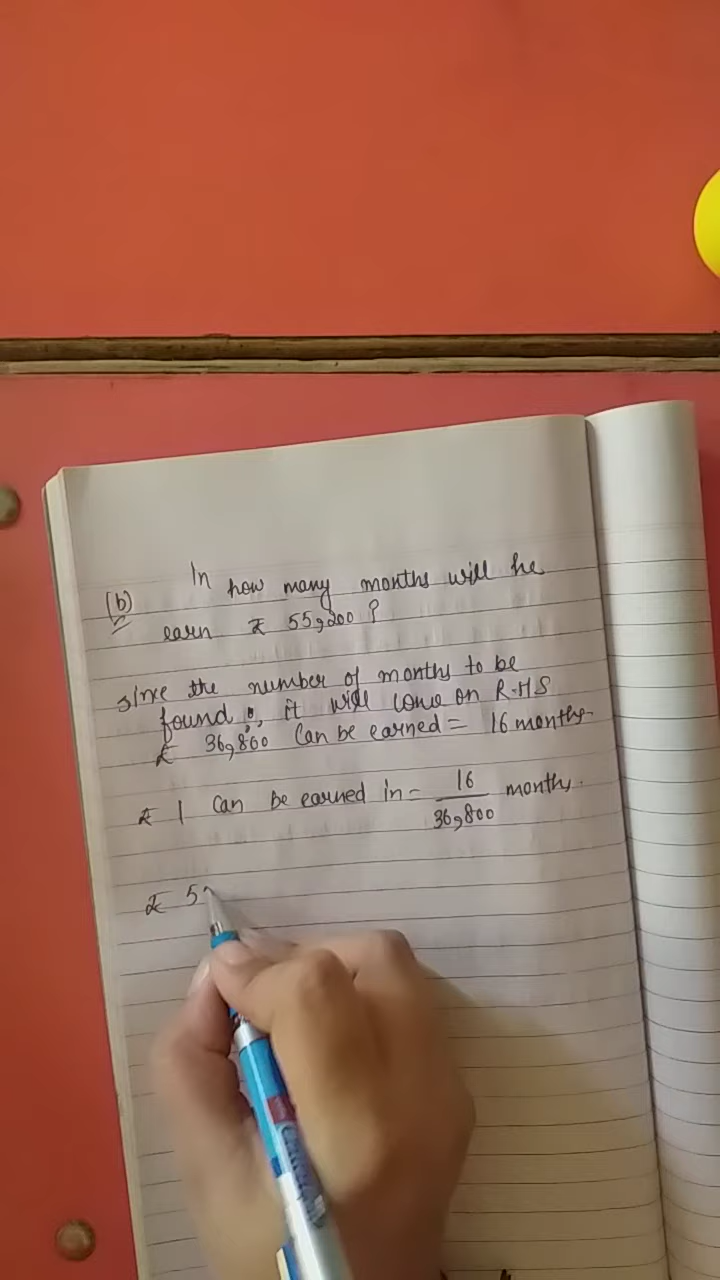 (b) In how many months will he
earn ₹ 55,200 ?
since the number of months to be
found, it will come on R.H.S
₹ 36,800 can be earned = 16 months
₹ 1 can be earned in = 16/36,800 months.
₹ 55